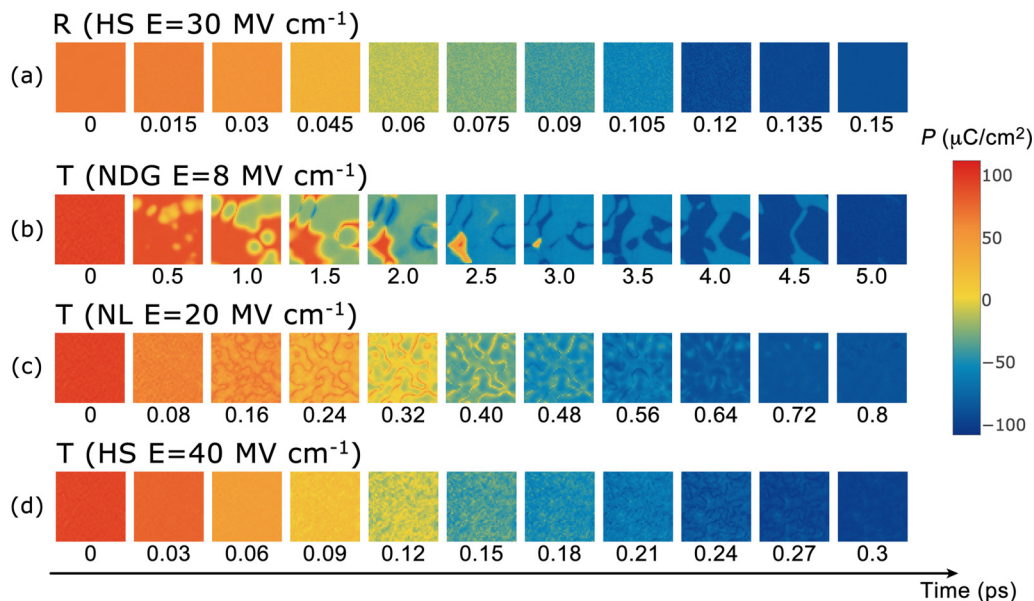 R (HS E=30 MV cm-1)
(a)
0 0.015 0.03 0.045 0.06 0.075 0.09 0.105 0.12 0.135 0.15
T (NDG E=8 MV cm-1)
(b)
0 0.5 1.0 1.5 2.0 2.5 3.0 3.5 4.0 4.5 5.0
T (NL E=20 MV cm-1)
(c)
0 0.08 0.16 0.24 0.32 0.40 0.48 0.56 0.64 0.72 0.8
T (HS E=40 MV cm-1)
(d)
0 0.03 0.06 0.09 0.12 0.15 0.18 0.21 0.24 0.27 0.3
Time (ps)
P (μC/cm2)
100
50
0
−50
−100